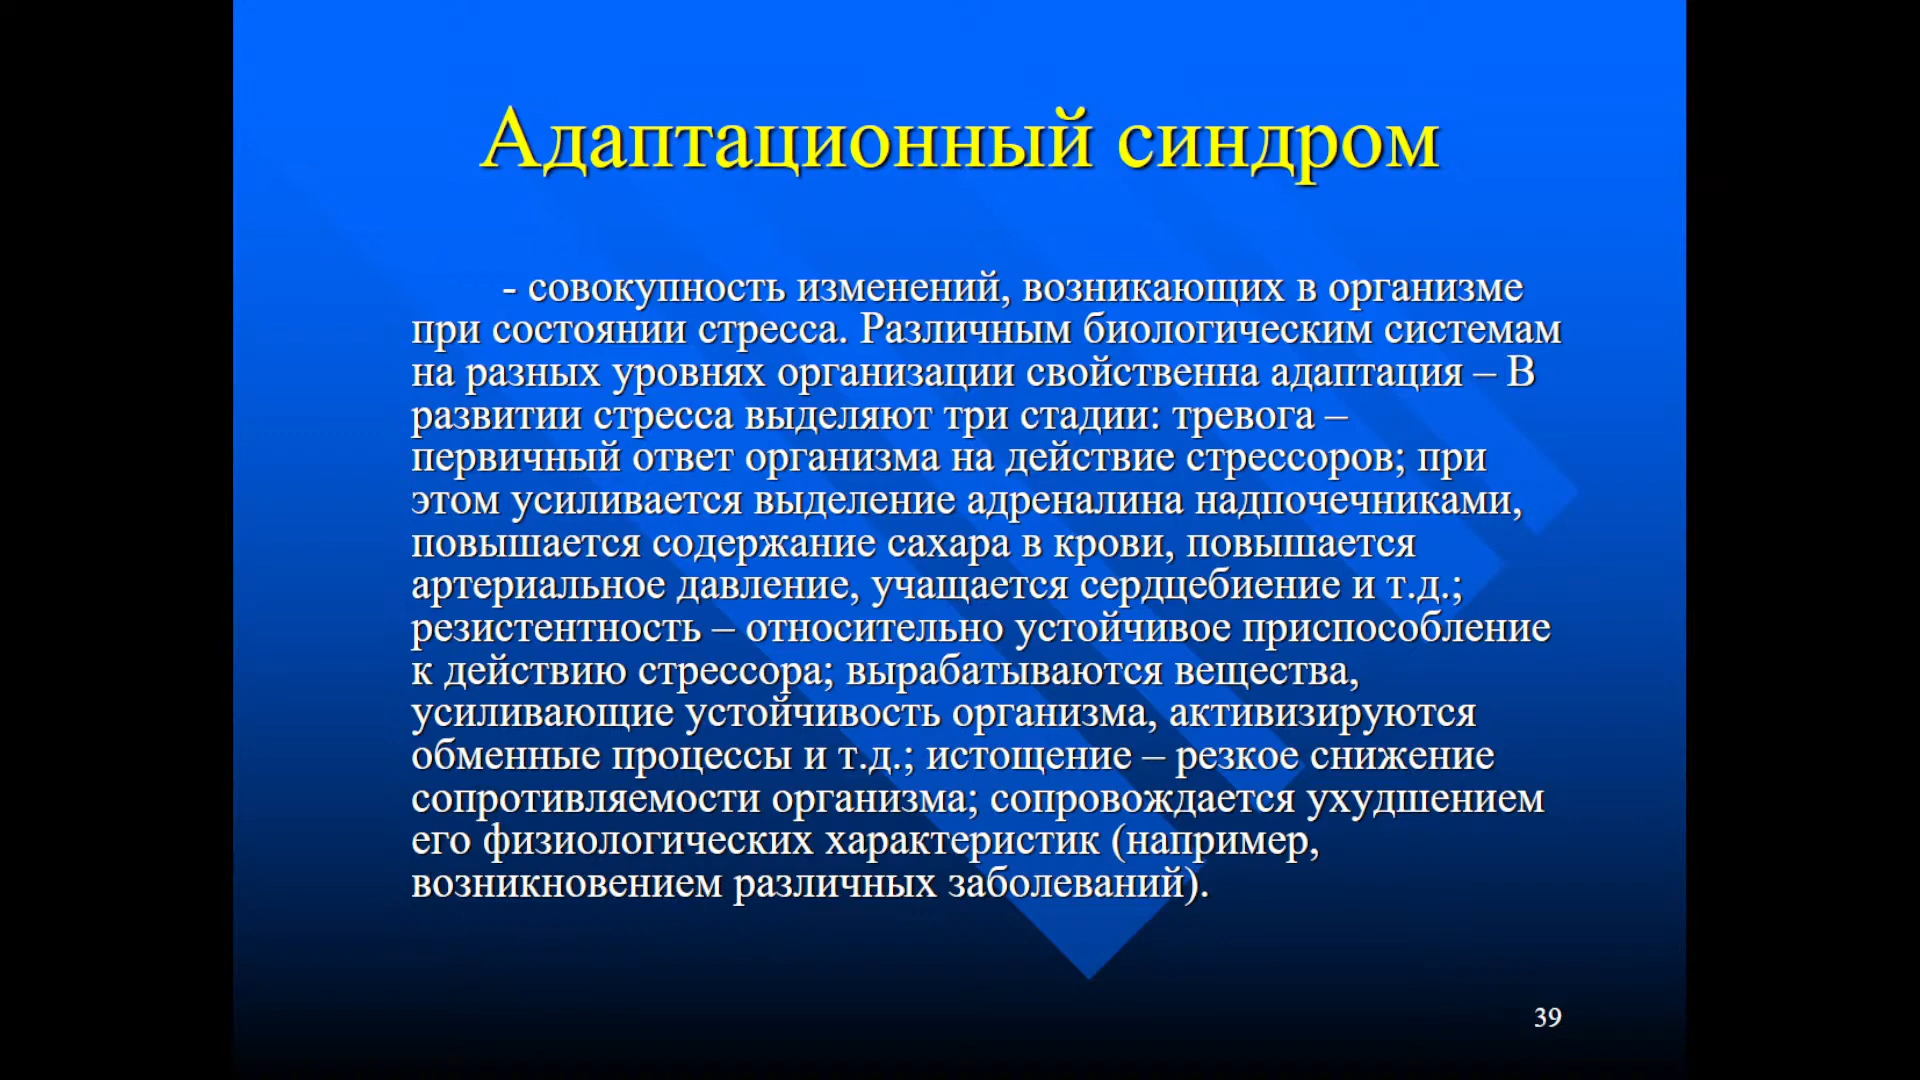 Адаптационный синдром
- совокупность изменений, возникающих в организме
при состоянии стресса. Различным биологическим системам
на разных уровнях организации свойственна адаптация – В
развитии стресса выделяют три стадии: тревога –
первичный ответ организма на действие стрессоров; при
этом усиливается выделение адреналина надпочечниками,
повышается содержание сахара в крови, повышается
артериальное давление, учащается сердцебиение и т.д.;
резистентность – относительно устойчивое приспособление
к действию стрессора; вырабатываются вещества,
усиливающие устойчивость организма, активизируются
обменные процессы и т.д.; истощение – резкое снижение
сопротивляемости организма; сопровождается ухудшением
его физиологических характеристик (например,
возникновением различных заболеваний).
39